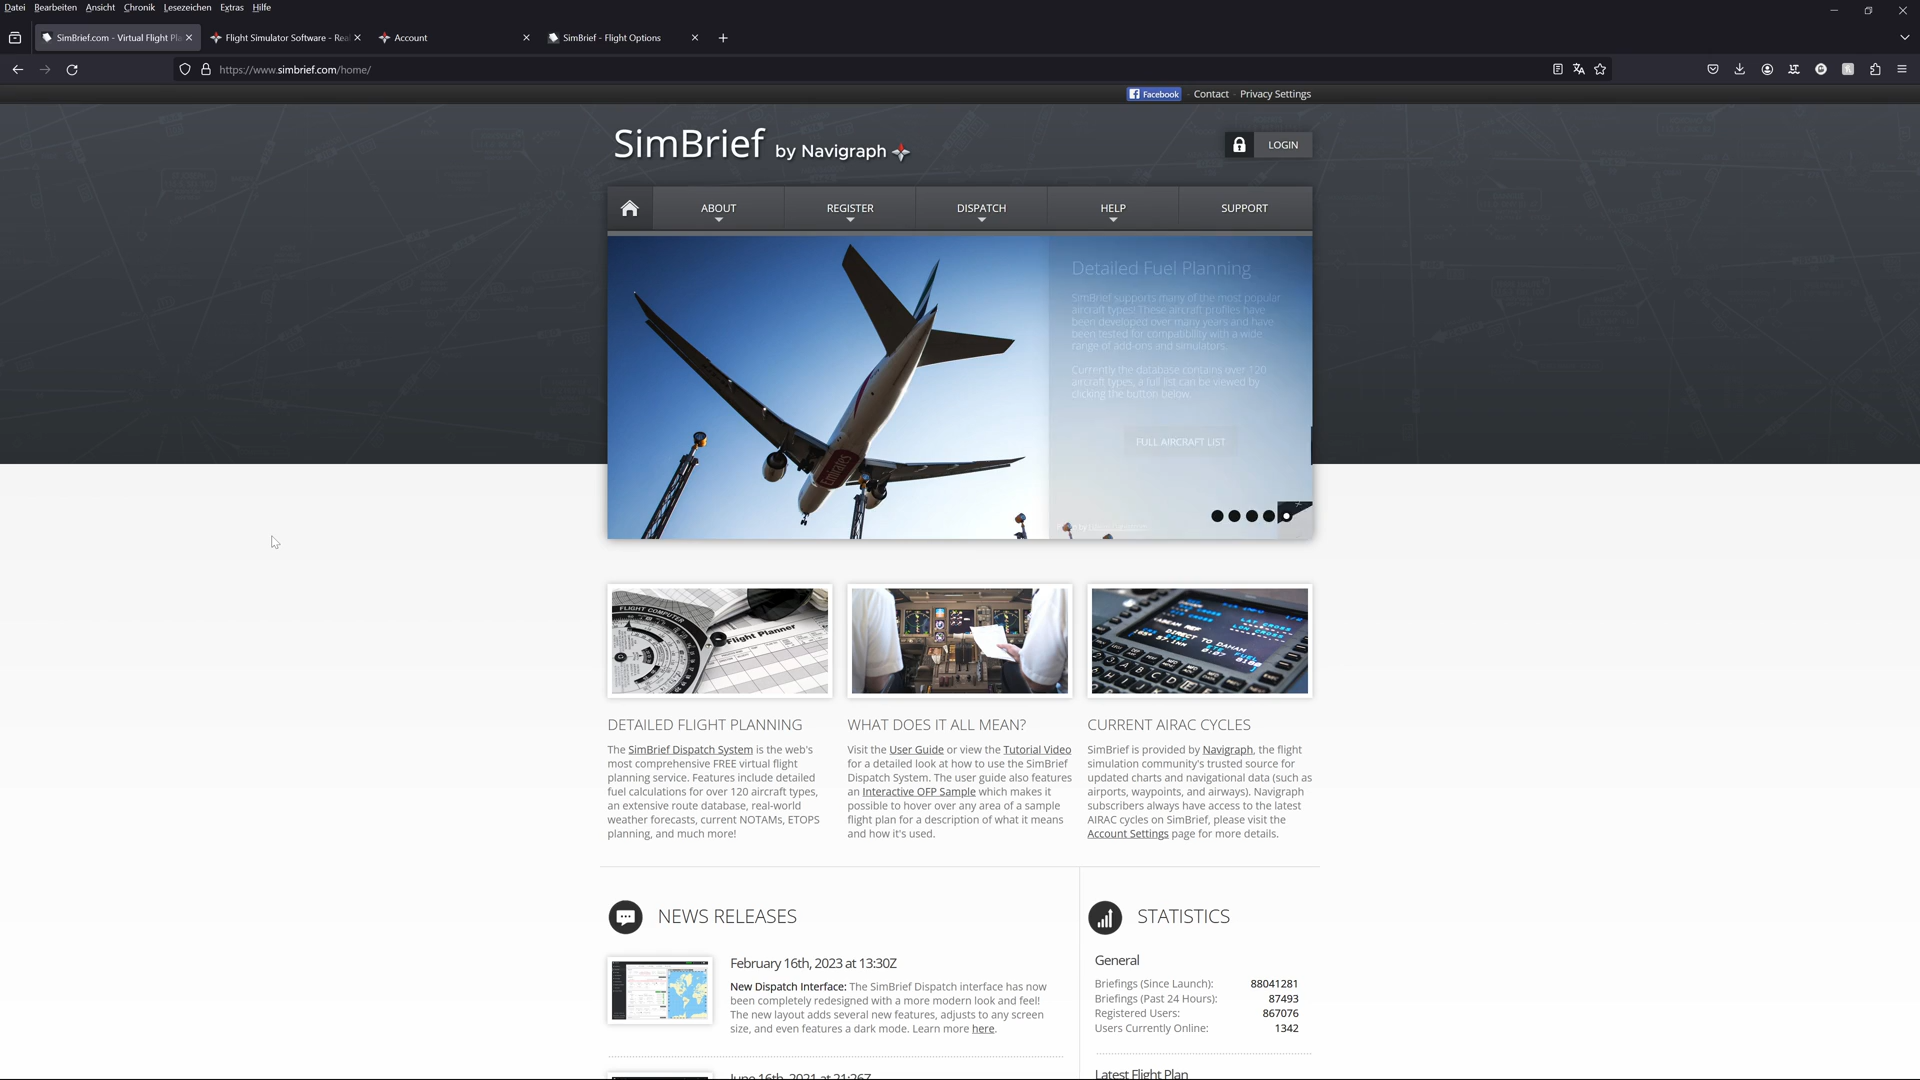 Datei Bearbeiten Ansicht Chronik Lesezeichen Extras Hilfe
SimBrief.com - Virtual Flight Pla
Flight Simulator Software - Rea
Account
SimBrief - Flight Options
https://www.simbrief.com/home/
Facebook - Contact - Privacy Settings
SimBrief by Navigraph
LOGIN
ABOUT REGISTER DISPATCH HELP SUPPORT
Detailed Fuel Planning
SimBrief supports many of the most popular
aircraft types! These aircraft profiles have
been developed over many years and have
been tested for compatibility with a wide
range of add-ons and simulators.
Currently the database contains over 120
aircraft types, a full list can be viewed by
clicking the button below.
FULL AIRCRAFT LIST
Emirates
FLIGHT COMPUTER
Flight Planner
LAT CROSS
LON CROSS
ABEAM REF
DIRECT TO DAHAM
DETAILED FLIGHT PLANNING
The SimBrief Dispatch System is the web's
most comprehensive FREE virtual flight
planning service. Features include detailed
fuel calculations for over 120 aircraft types,
an extensive route database, real-world
weather forecasts, current NOTAMs, ETOPS
planning, and much more!
WHAT DOES IT ALL MEAN?
Visit the User Guide or view the Tutorial Video
for a detailed look at how to use the SimBrief
Dispatch System. The user guide also features
an Interactive OFP Sample which makes it
possible to hover over any area of a sample
flight plan for a description of what it means
and how it's used.
CURRENT AIRAC CYCLES
SimBrief is provided by Navigraph, the flight
simulation community's trusted source for
updated charts and navigational data (such as
airports, waypoints, and airways). Navigraph
subscribers always have access to the latest
AIRAC cycles on SimBrief, please visit the
Account Settings page for more details.
NEWS RELEASES
February 16th, 2023 at 13:30Z
New Dispatch Interface: The SimBrief Dispatch interface has now
been completely redesigned with a more modern look and feel!
The new layout adds several new features, adjusts to any screen
size, and even features a dark mode. Learn more here.
June 16th, 2021 at 21:26Z
STATISTICS
General
Briefings (Since Launch): 88041281
Briefings (Past 24 Hours): 87493
Registered Users: 867076
Users Currently Online: 1342
Latest Flight Plan